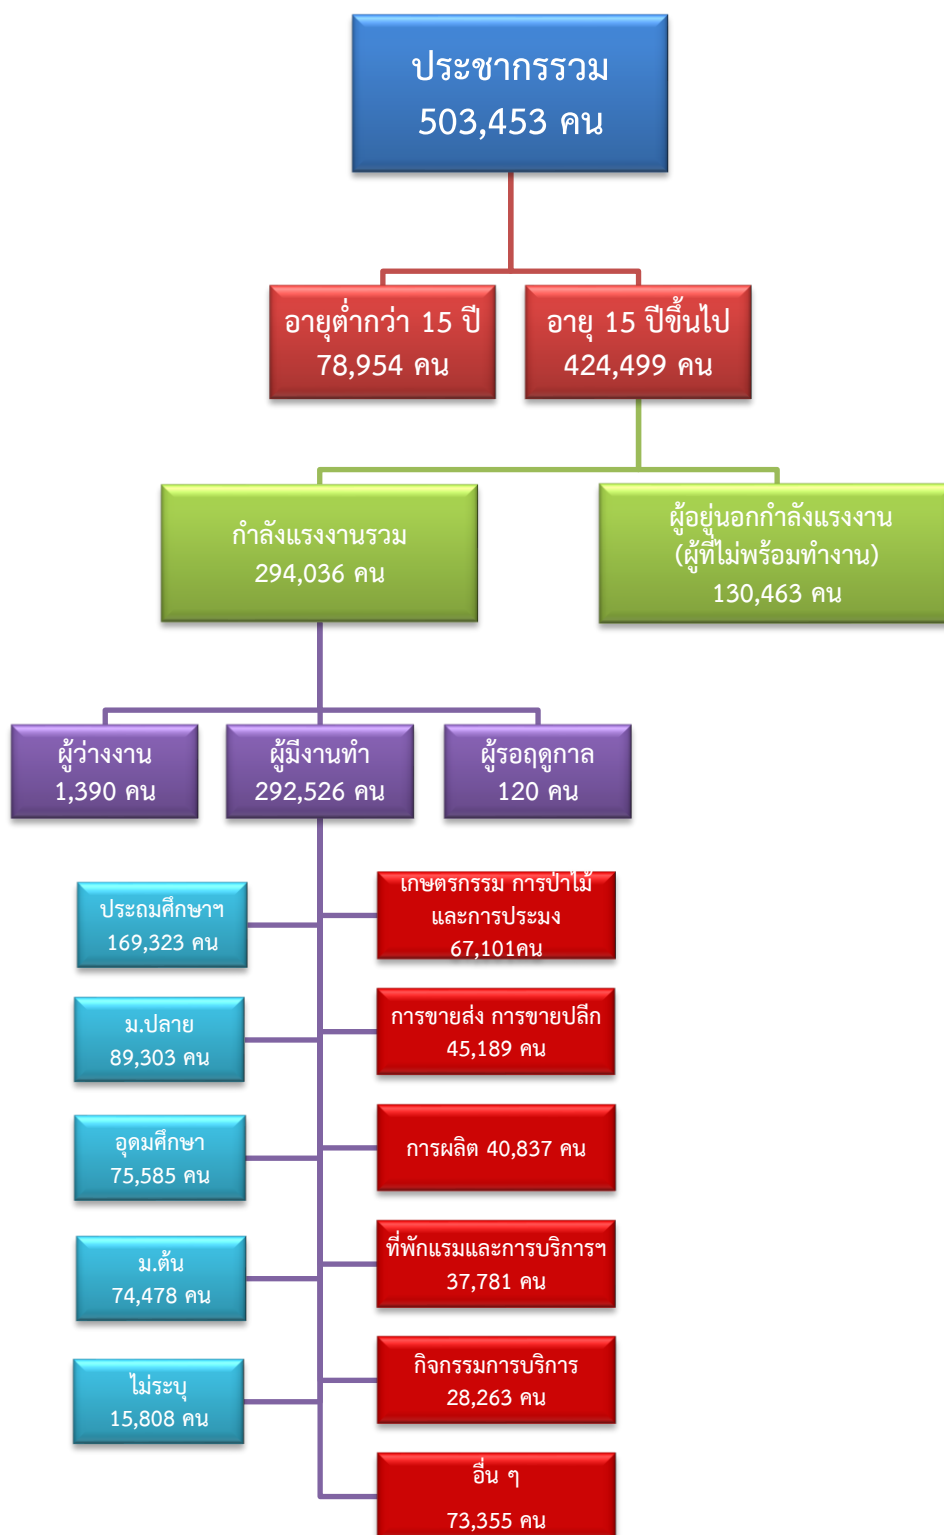 ประชากรรวม
503,453 คน
อายุต่ำกว่า 15 ปี
78,954 คน
อายุ 15 ปีขึ้นไป
424,499 คน
กำลังแรงงานรวม
294,036 คน
ผู้อยู่นอกกำลังแรงงาน
(ผู้ที่ไม่พร้อมทำงาน)
130,463 คน
ผู้ว่างงาน
1,390 คน
ผู้มีงานทำ
292,526 คน
ผู้รอฤดูกาล
120 คน
ประถมศึกษาฯ
169,323 คน
ม.ปลาย
89,303 คน
อุดมศึกษา
75,585 คน
ม.ต้น
74,478 คน
ไม่ระบุ
15,808 คน
เกษตรกรรม การป่าไม้
และการประมง
67,101คน
การขายส่ง การขายปลีก
45,189 คน
การผลิต 40,837 คน
ที่พักแรมและการบริการฯ
37,781 คน
กิจกรรมการบริการ
28,263 คน
อื่น ๆ
73,355 คน